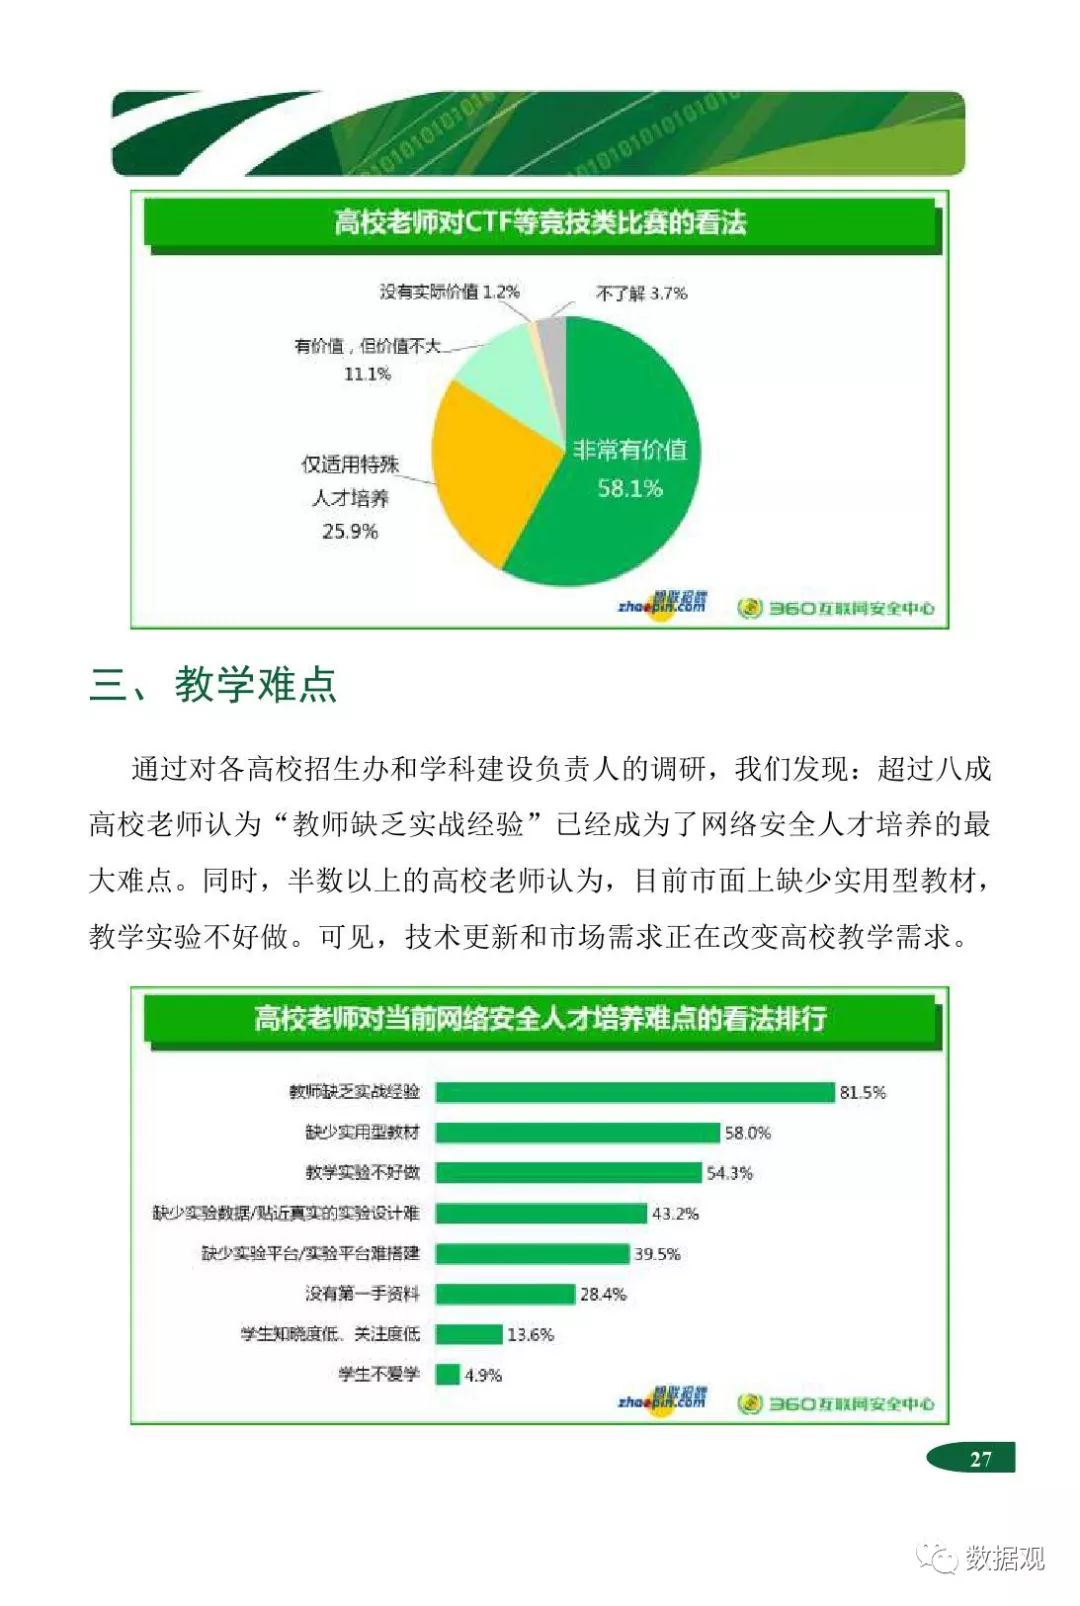 高校老师对CTF等竞技类比赛的看法
没有实际价值 1.2%
不了解 3.7%
有价值，但价值不大
11.1%
非常有价值
58.1%
仅适用特殊
人才培养
25.9%
智联招聘
zhaopin.com
360互联网安全中心
三、教学难点
通过对各高校招生办和学科建设负责人的调研，我们发现：超过八成
高校老师认为“教师缺乏实战经验”已经成为了网络安全人才培养的最
大难点。同时，半数以上的高校老师认为，目前市面上缺少实用型教材，
教学实验不好做。可见，技术更新和市场需求正在改变高校教学需求。
高校老师对当前网络安全人才培养难点的看法排行
教师缺乏实战经验 81.5%
缺少实用型教材 58.0%
教学实验不好做 54.3%
缺少实验数据/贴近真实的实验设计难 43.2%
缺少实验平台/实验平台难搭建 39.5%
没有第一手资料 28.4%
学生知晓度低、关注度低 13.6%
学生不爱学 4.9%
智联招聘
zhaopin.com
360互联网安全中心
27
数据观